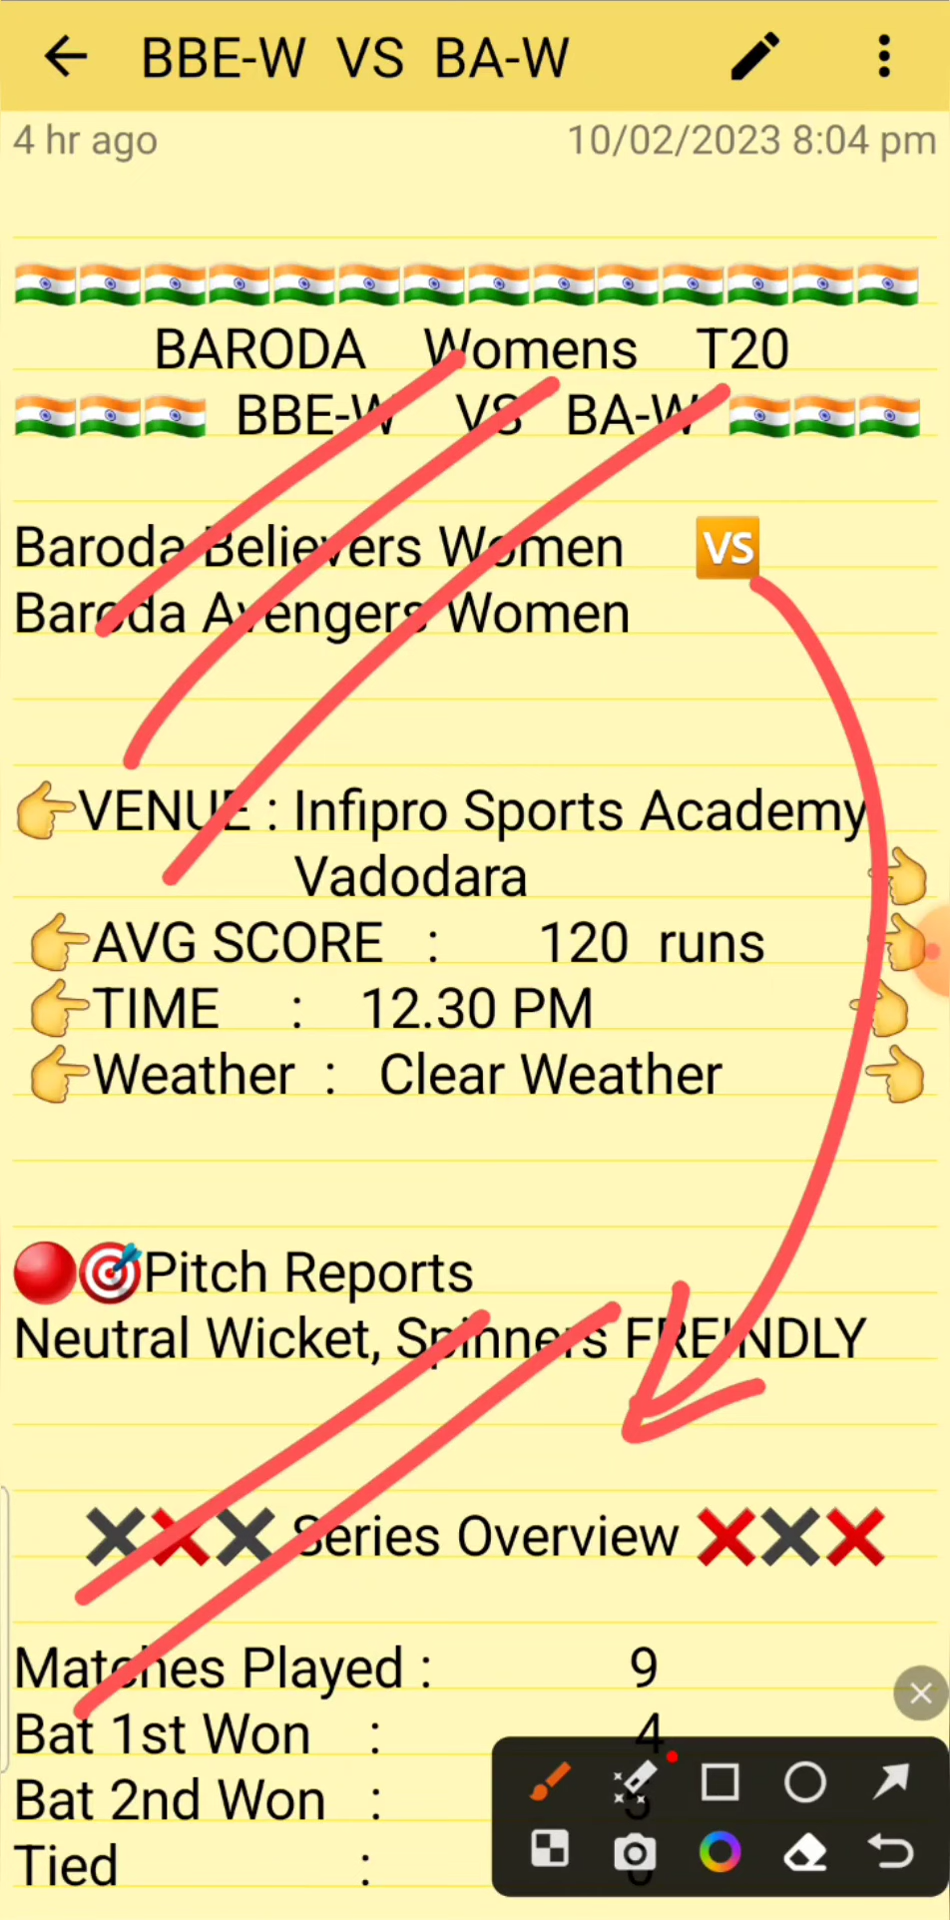 BBE-W VS BA-W
4 hr ago 10/02/2023 8:04 pm
BARODA Womens T20
BBE-W VS BA-W
Baroda Believers Women VS
Baroda Avengers Women
VENUE : Infipro Sports Academy
Vadodara
AVG SCORE : 120 runs
TIME : 12.30 PM
Weather : Clear Weather
Pitch Reports
Neutral Wicket, Spinners FREINDLY
Series Overview
Matches Played : 9
Bat 1st Won : 4
Bat 2nd Won :
Tied :